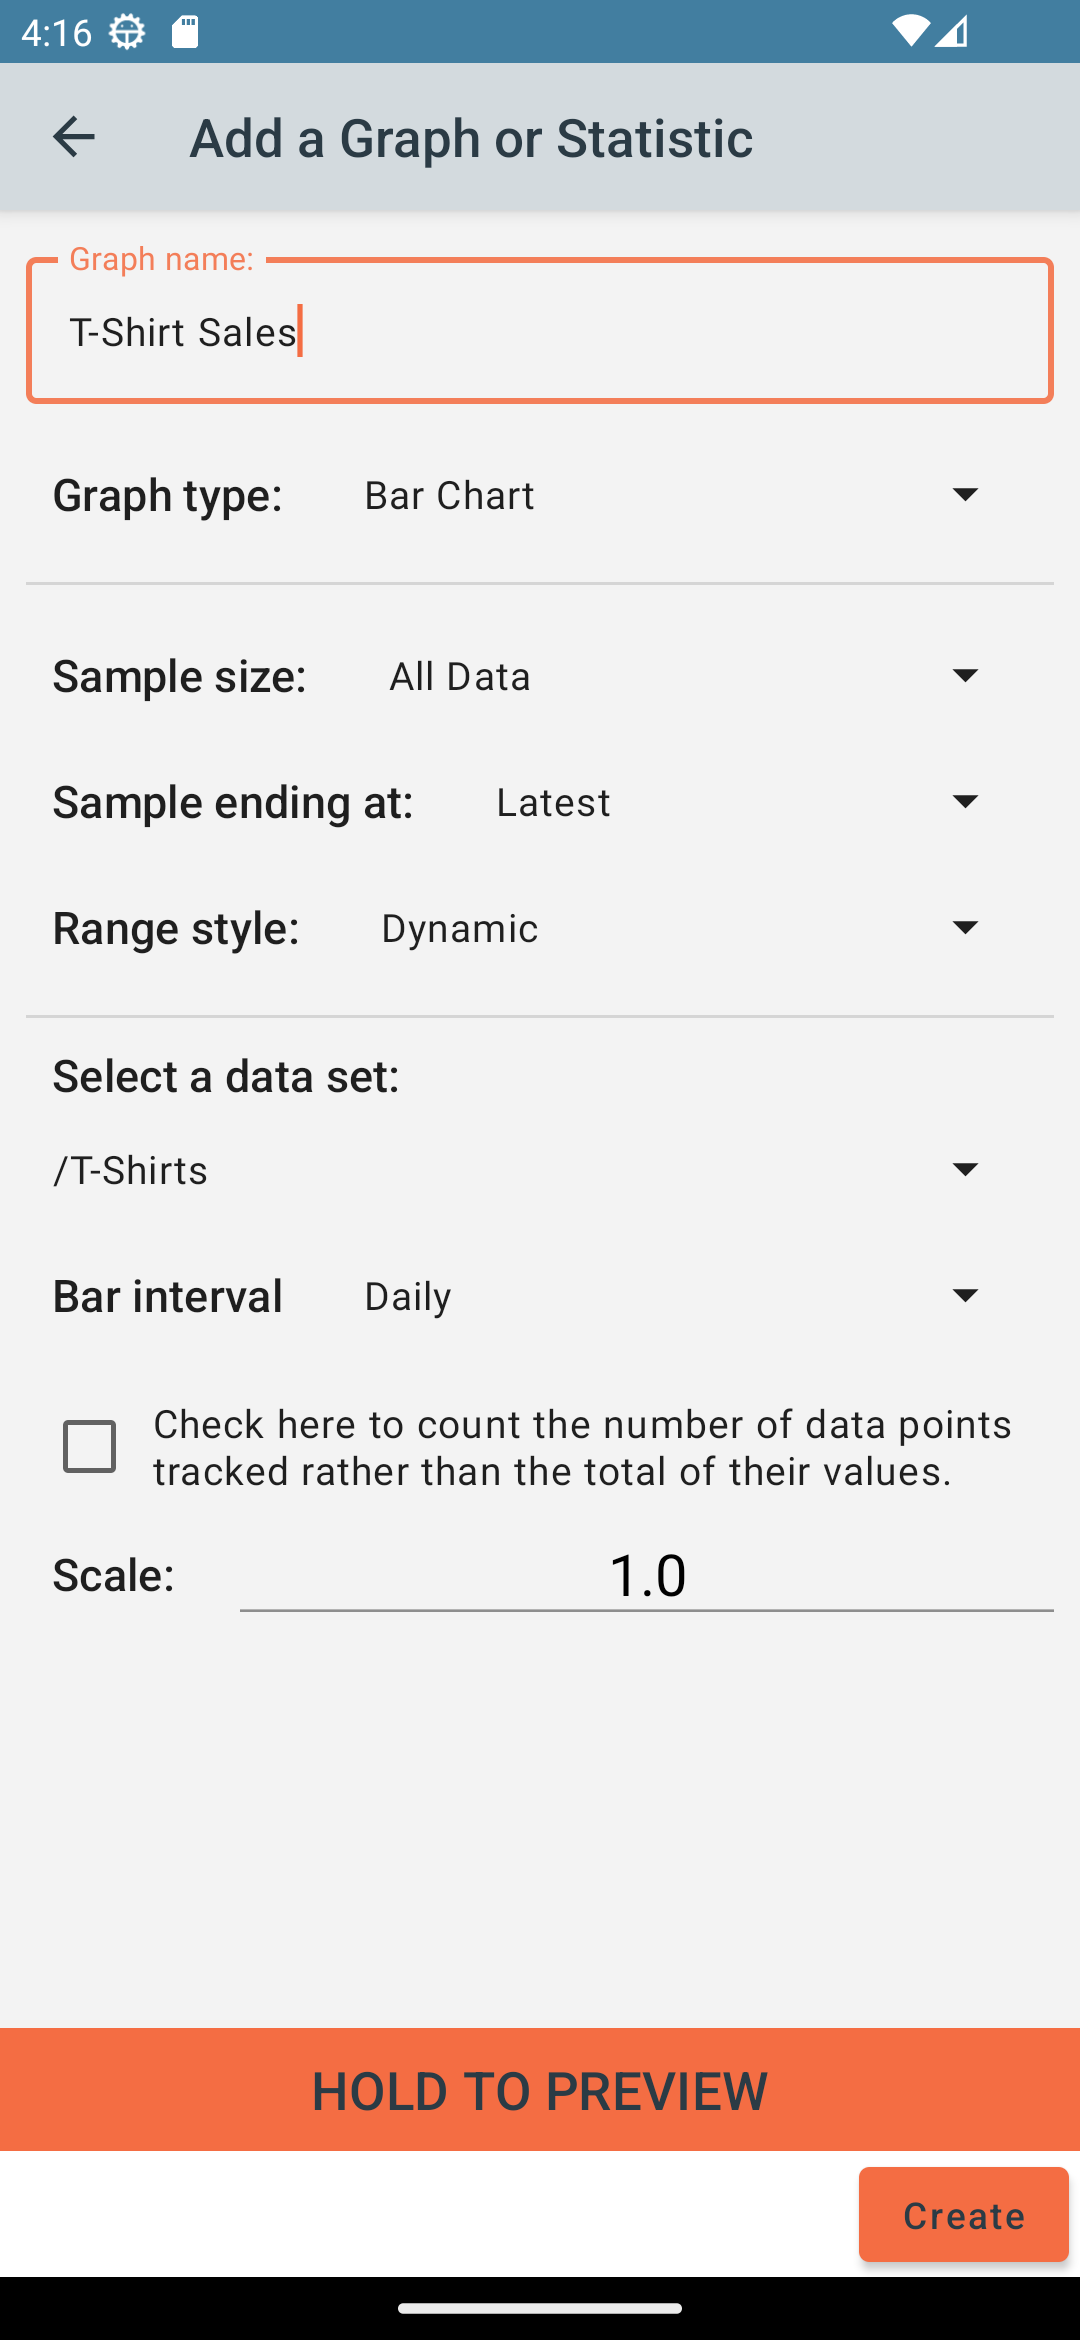 4:16
Add a Graph or Statistic
Graph name:
T-Shirt Sales
Graph type: Bar Chart
Sample size: All Data
Sample ending at: Latest
Range style: Dynamic
Select a data set:
/T-Shirts
Bar interval Daily
Check here to count the number of data points
tracked rather than the total of their values.
Scale: 1.0
HOLD TO PREVIEW
Create